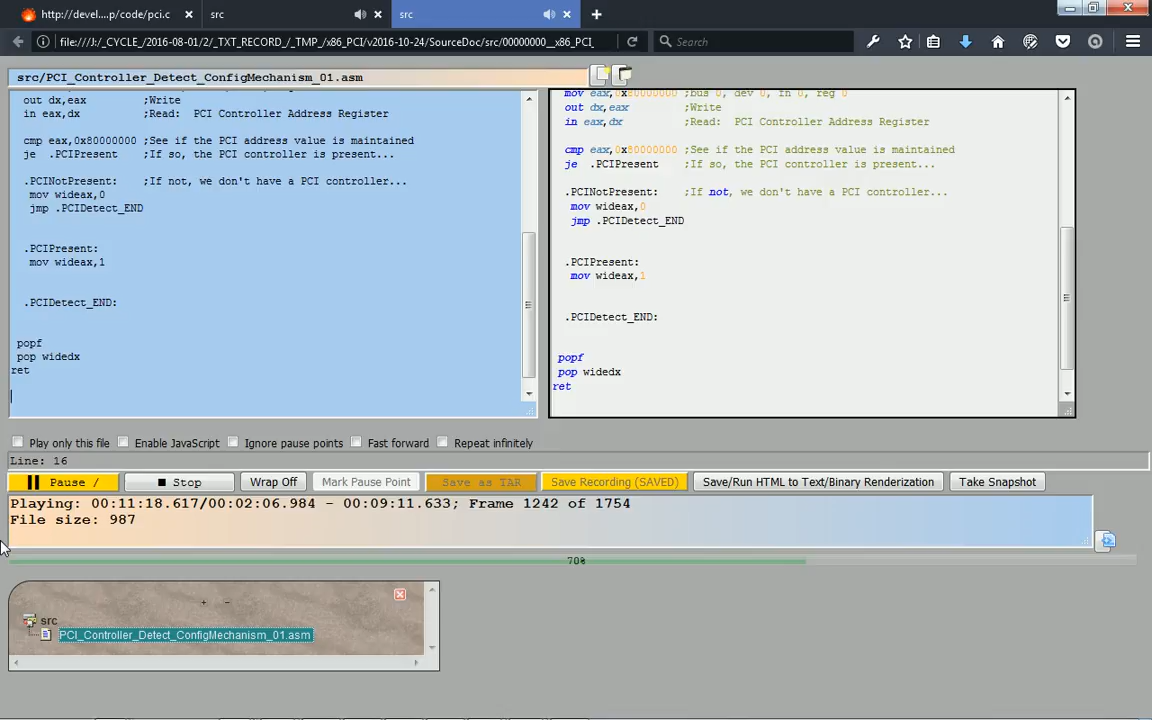 http://devel....p/code/pci.c
src
src
file:///J:/_CYCLE_/2016-08-01/2/_TXT_RECORD_/_TMP_/x86_PCI/v2016-10-24/SourceDoc/src/00000000__x86_PCI_
Search
src/PCI_Controller_Detect_ConfigMechanism_01.asm
out dx,eax ;Write
in eax,dx ;Read: PCI Controller Address Register
cmp eax,0x80000000 ;See if the PCI address value is maintained
je .PCIPresent ;If so, the PCI controller is present...
.PCINotPresent: ;If not, we don't have a PCI controller...
mov wideax,0
jmp .PCIDetect_END
.PCIPresent:
mov wideax,1
.PCIDetect_END:
popf
pop widedx
ret
mov eax,0x80000000 ;bus 0, dev 0, fn 0, reg 0
out dx,eax ;Write
in eax,dx ;Read: PCI Controller Address Register
cmp eax,0x80000000 ;See if the PCI address value is maintained
je .PCIPresent ;If so, the PCI controller is present...
.PCINotPresent: ;If not, we don't have a PCI controller...
mov wideax,0
jmp .PCIDetect_END
.PCIPresent:
mov wideax,1
.PCIDetect_END:
popf
pop widedx
ret
Play only this file Enable JavaScript Ignore pause points Fast forward Repeat infinitely
Line: 16
Pause / Stop Wrap Off Mark Pause Point Save as TAR Save Recording (SAVED) Save/Run HTML to Text/Binary Renderization Take Snapshot
Playing: 00:11:18.617/00:02:06.984 - 00:09:11.633; Frame 1242 of 1754
File size: 987
70%
+ −
src
PCI_Controller_Detect_ConfigMechanism_01.asm